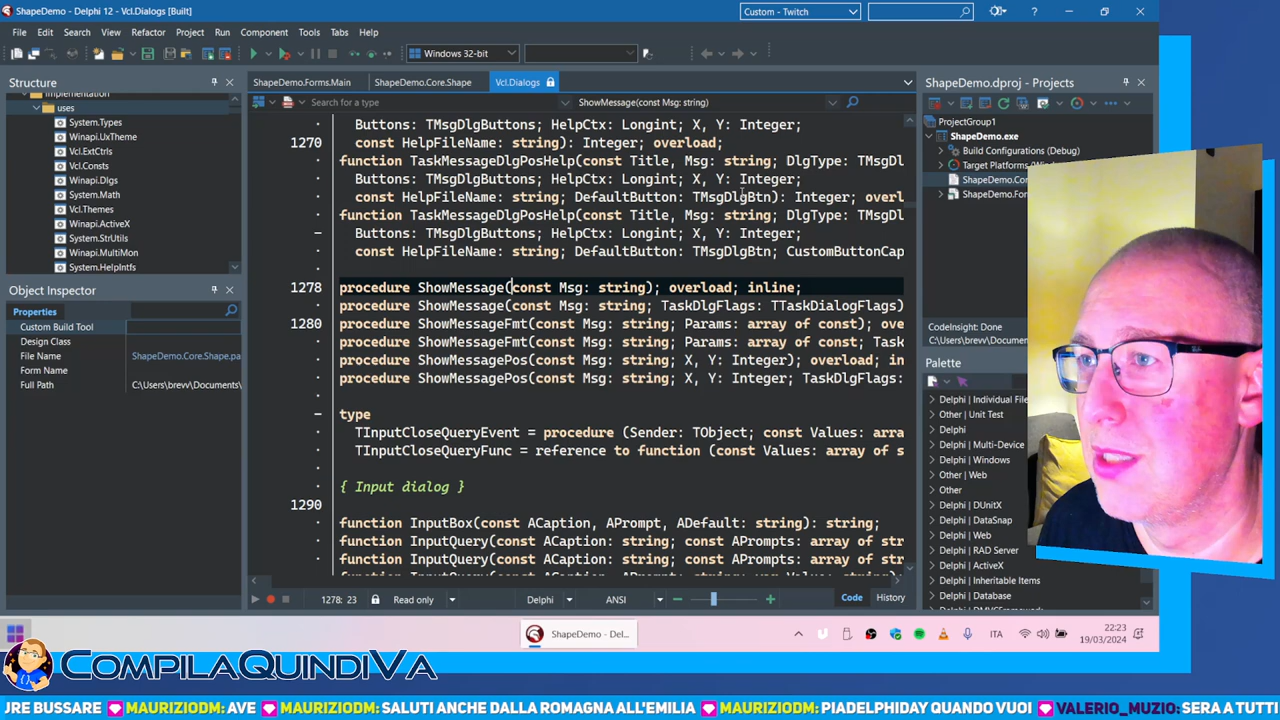 ShapeDemo - Delphi 12 - Vcl.Dialogs [Built]
Custom - Twitch
?
File Edit Search View Refactor Project Run Component Tools Tabs Help
Windows 32-bit
Structure
implementation
uses
System.Types
Winapi.UxTheme
Vcl.ExtCtrls
Vcl.Consts
Winapi.Dlgs
System.Math
Vcl.Themes
Winapi.ActiveX
System.StrUtils
Winapi.MultiMon
System.HelpIntfs
Object Inspector
Properties
Custom Build Tool
Design Class
File Name ShapeDemo.Core.Shape.pa
Form Name
Full Path C:\Users\brevv\Documents\
ShapeDemo.Forms.Main ShapeDemo.Core.Shape Vcl.Dialogs
Search for a type ShowMessage(const Msg: string)
Buttons: TMsgDlgButtons; HelpCtx: Longint; X, Y: Integer;
1270 const HelpFileName: string): Integer; overload;
function TaskMessageDlgPosHelp(const Title, Msg: string; DlgType: TMsgDl
Buttons: TMsgDlgButtons; HelpCtx: Longint; X, Y: Integer;
const HelpFileName: string; DefaultButton: TMsgDlgBtn): Integer; overl
function TaskMessageDlgPosHelp(const Title, Msg: string; DlgType: TMsgDl
Buttons: TMsgDlgButtons; HelpCtx: Longint; X, Y: Integer;
const HelpFileName: string; DefaultButton: TMsgDlgBtn; CustomButtonCap
1278 procedure ShowMessage(const Msg: string); overload; inline;
procedure ShowMessage(const Msg: string; TaskDlgFlags: TTaskDialogFlags)
1280 procedure ShowMessageFmt(const Msg: string; Params: array of const); ove
procedure ShowMessageFmt(const Msg: string; Params: array of const; Task
procedure ShowMessagePos(const Msg: string; X, Y: Integer); overload; in
procedure ShowMessagePos(const Msg: string; X, Y: Integer; TaskDlgFlags:
type
TInputCloseQueryEvent = procedure (Sender: TObject; const Values: arra
TInputCloseQueryFunc = reference to function (const Values: array of s
{ Input dialog }
1290
function InputBox(const ACaption, APrompt, ADefault: string): string;
function InputQuery(const ACaption: string; const APrompts: array of str
function InputQuery(const ACaption: string; const APrompts: array of str
1278: 23 Read only Delphi ANSI Code History
ShapeDemo.dproj - Projects
ProjectGroup1
ShapeDemo.exe
Build Configurations (Debug)
Target Platforms (Win
ShapeDemo.Cor
ShapeDemo.For
CodeInsight: Done
C:\Users\brevv\Docume
Palette
Delphi | Individual File
Other | Unit Test
Delphi
Delphi | Multi-Device
Delphi | Windows
Other | Web
Other
Delphi | DUnitX
Delphi | DataSnap
Delphi | Web
Delphi | RAD Server
Delphi | ActiveX
Delphi | Inheritable Items
Delphi | Database
Delphi | DMVCFramework
ShapeDemo - Del...
ITA
22:23
19/03/2024
COMPILAQUINDIVA
JRE BUSSARE MAURIZIODM: AVE MAURIZIODM: SALUTI ANCHE DALLA ROMAGNA ALL'EMILIA MAURIZIODM: PIADELPHIDAY QUANDO VUOI VALERIO_MUZIO: SERA A TUTTI